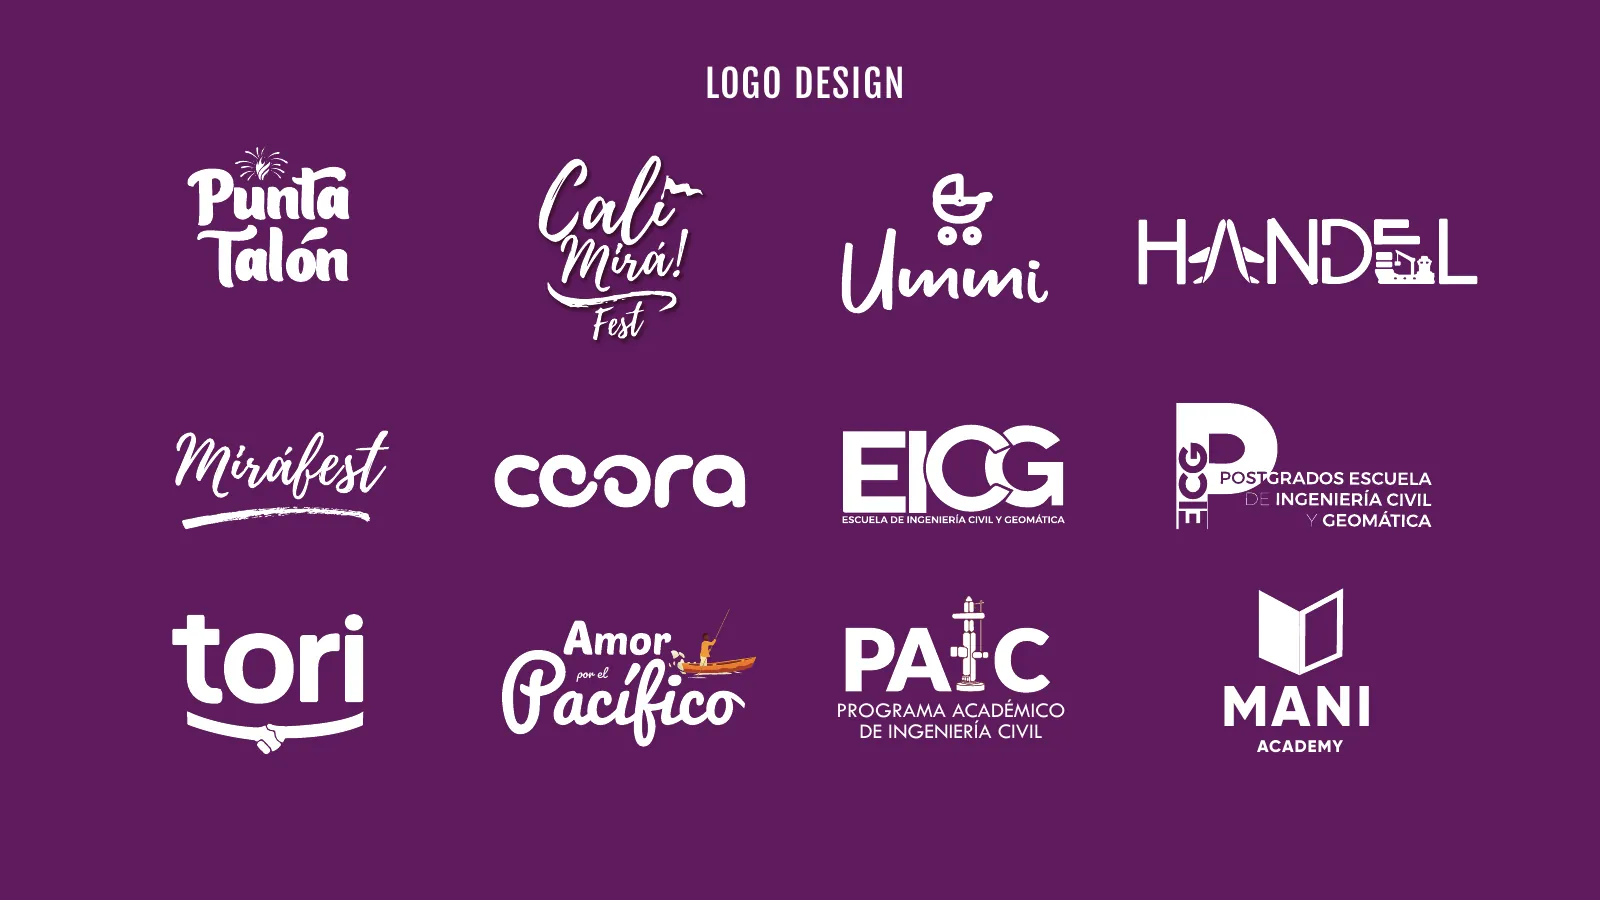 LOGO DESIGN
Punta
Talón
Cali
Mirá!
Fest
Ummi
HANDEL
Miráfest
coora
EICG
ESCUELA DE INGENIERÍA CIVIL Y GEOMÁTICA
EICG
P
POSTGRADOS ESCUELA
DE INGENIERÍA CIVIL
Y GEOMÁTICA
tori
Amor
por el
Pacífico
PAIC
PROGRAMA ACADÉMICO
DE INGENIERÍA CIVIL
MANI
ACADEMY